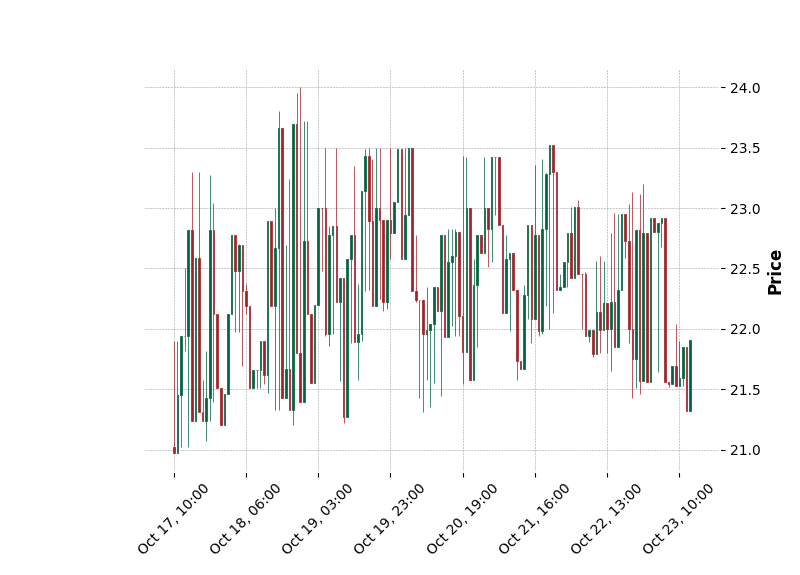 24.0
23.5
23.0
22.5
22.0
21.5
21.0
Price
Oct 17, 10:00
Oct 18, 06:00
Oct 19, 03:00
Oct 19, 23:00
Oct 20, 19:00
Oct 21, 16:00
Oct 22, 13:00
Oct 23, 10:00